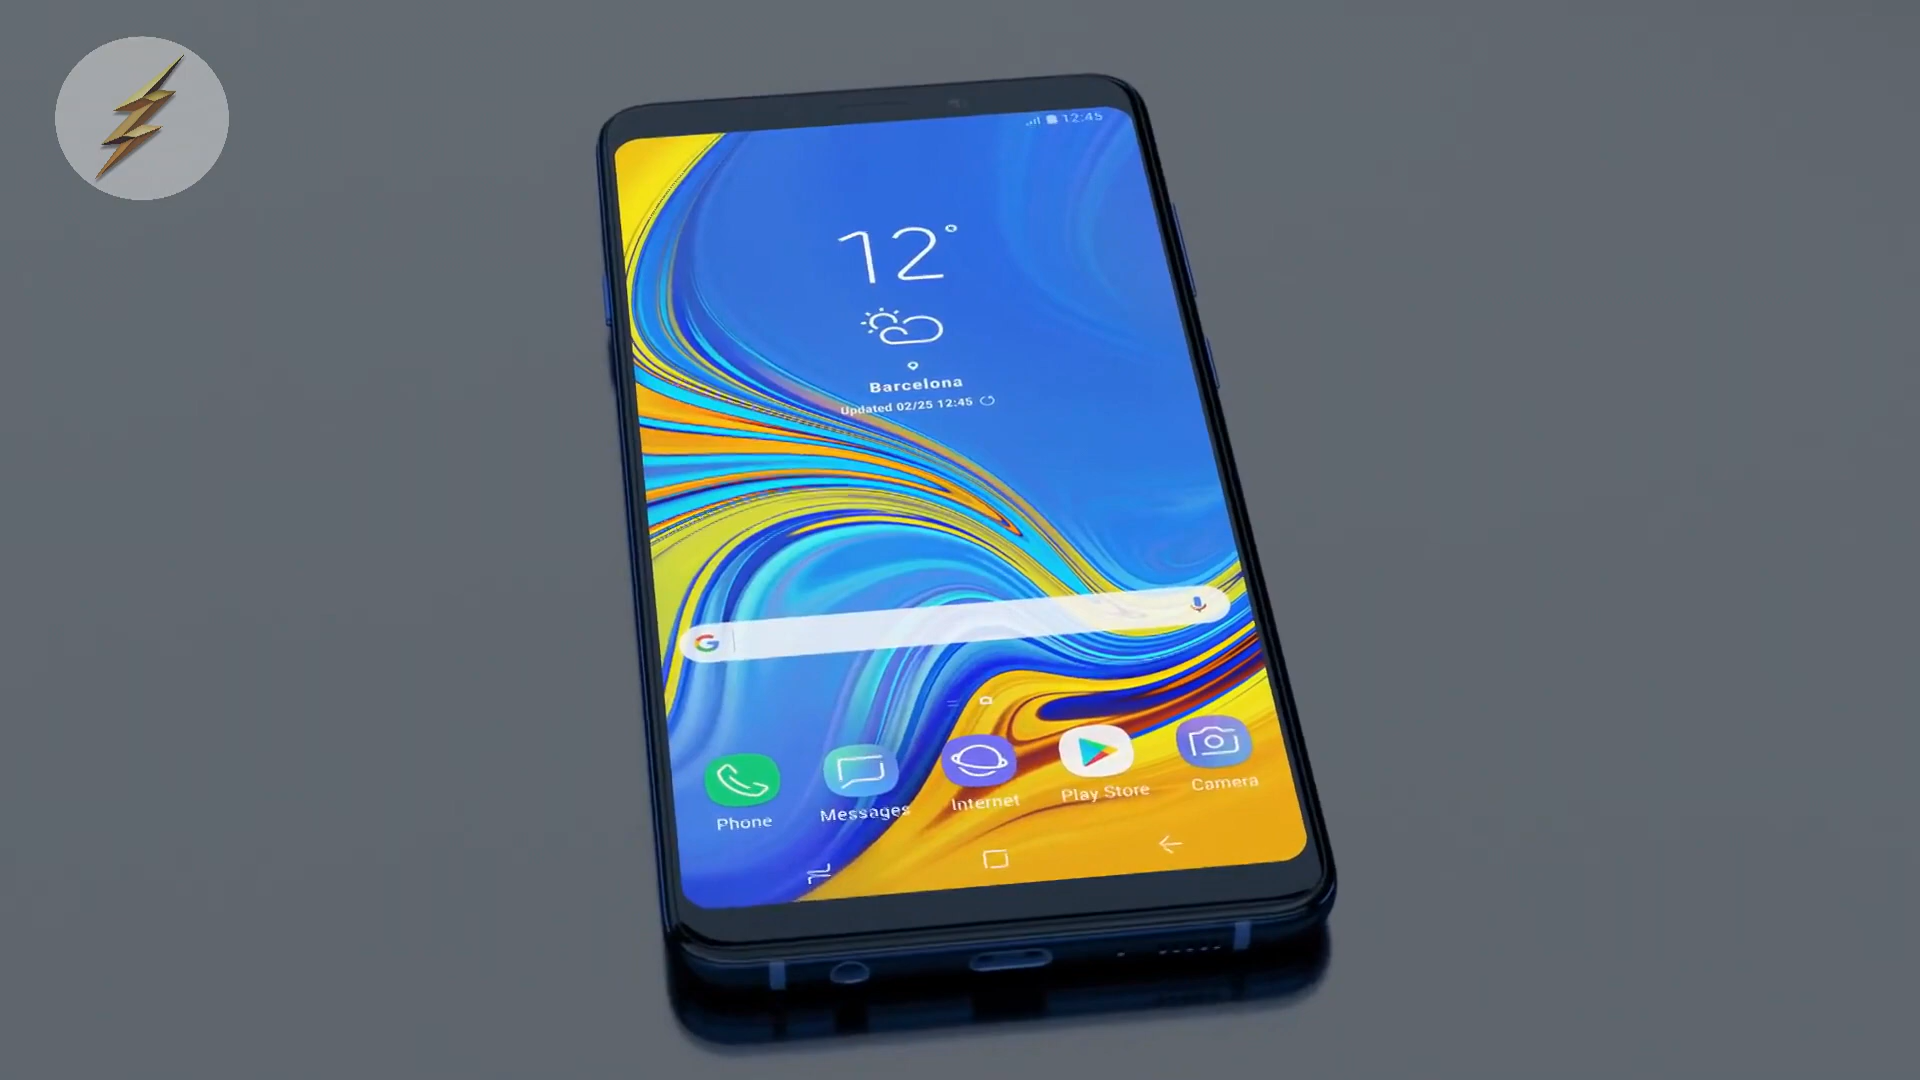 12:45
12°
Barcelona
Updated 02/25 12:45
Phone
Messages
Internet
Play Store
Camera